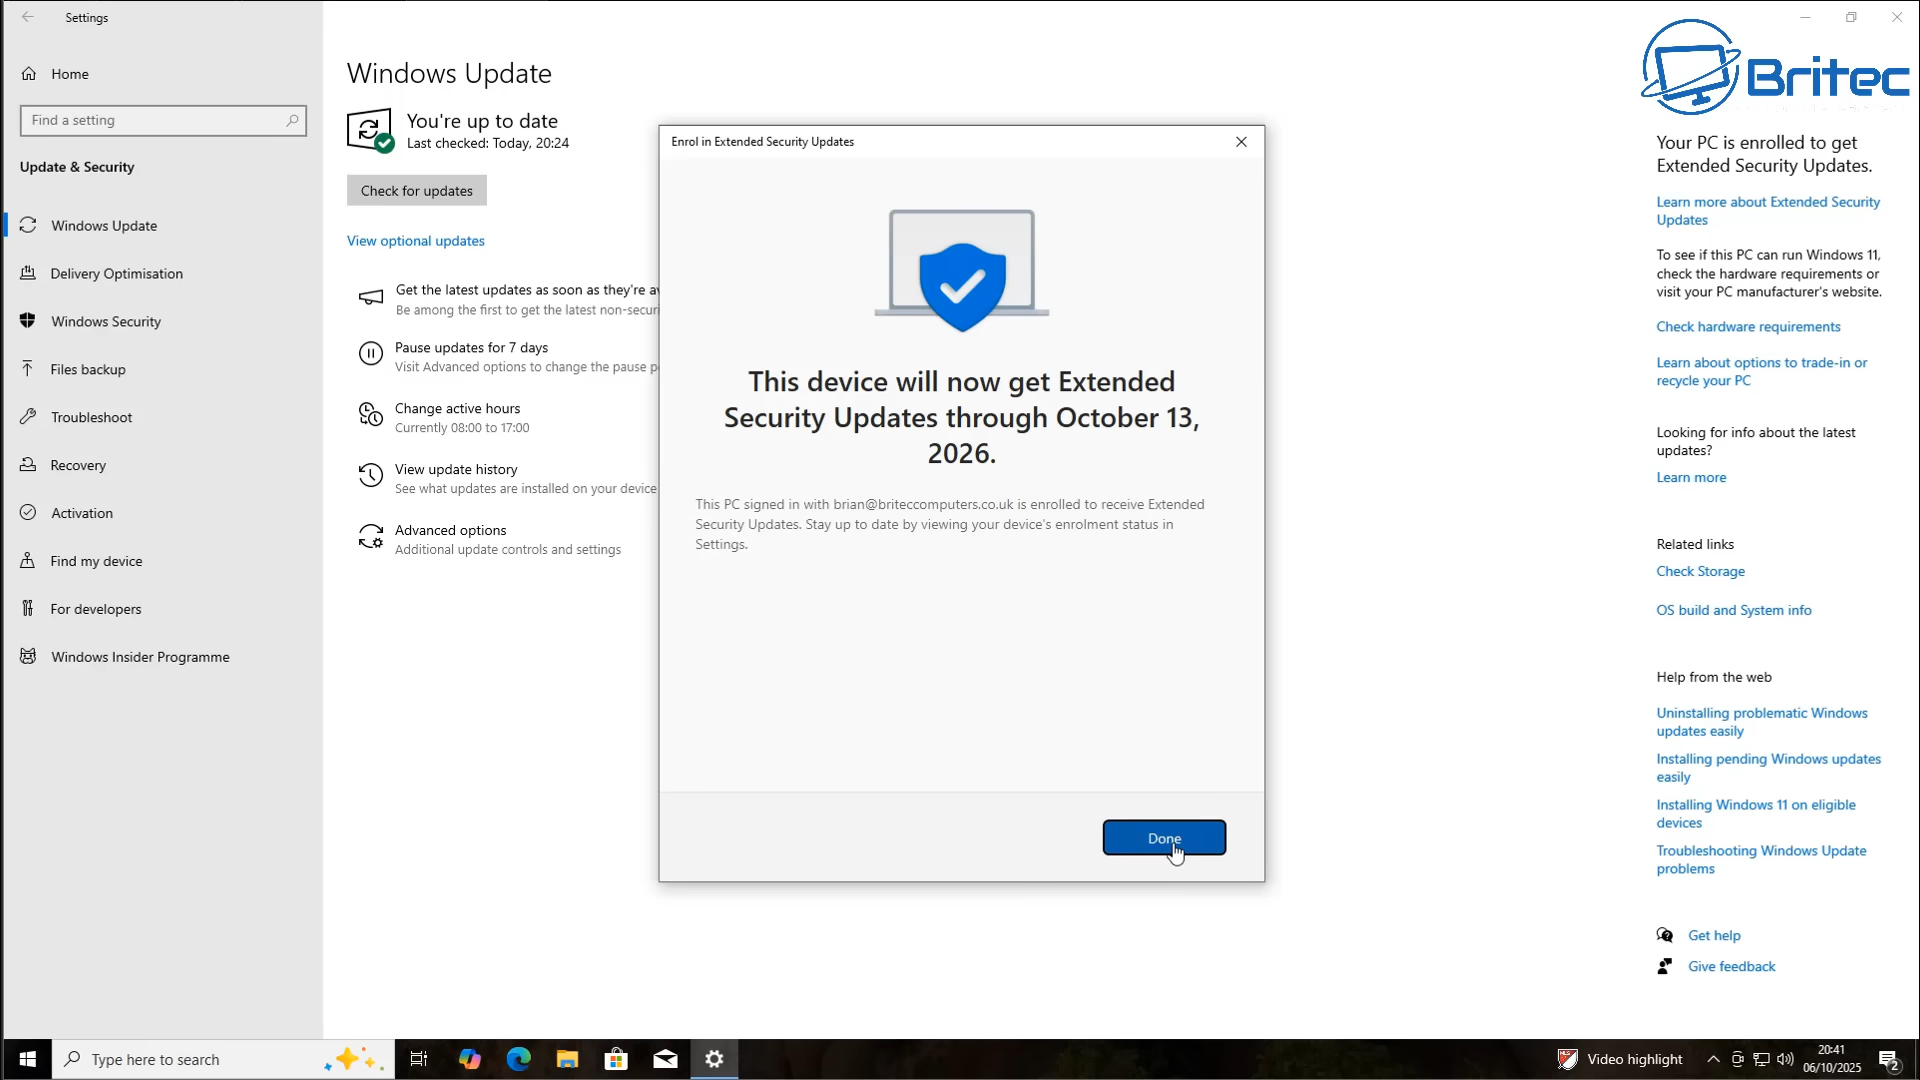 Settings
Home
Find a setting
Update & Security
Windows Update
Delivery Optimisation
Windows Security
Files backup
Troubleshoot
Recovery
Activation
Find my device
For developers
Windows Insider Programme
Windows Update
You're up to date
Last checked: Today, 20:24
Check for updates
View optional updates
Get the latest updates as soon as they're av
Be among the first to get the latest non-securi
Pause updates for 7 days
Visit Advanced options to change the pause p
Change active hours
Currently 08:00 to 17:00
View update history
See what updates are installed on your device
Advanced options
Additional update controls and settings
Enrol in Extended Security Updates
This device will now get Extended
Security Updates through October 13,
2026.
This PC signed in with brian@briteccomputers.co.uk is enrolled to receive Extended
Security Updates. Stay up to date by viewing your device's enrolment status in
Settings.
Done
Britec
Your PC is enrolled to get
Extended Security Updates.
Learn more about Extended Security
Updates
To see if this PC can run Windows 11,
check the hardware requirements or
visit your PC manufacturer's website.
Check hardware requirements
Learn about options to trade-in or
recycle your PC
Looking for info about the latest
updates?
Learn more
Related links
Check Storage
OS build and System info
Help from the web
Uninstalling problematic Windows
updates easily
Installing pending Windows updates
easily
Installing Windows 11 on eligible
devices
Troubleshooting Windows Update
problems
Get help
Give feedback
Type here to search
Video highlight
20:41
06/10/2025
2